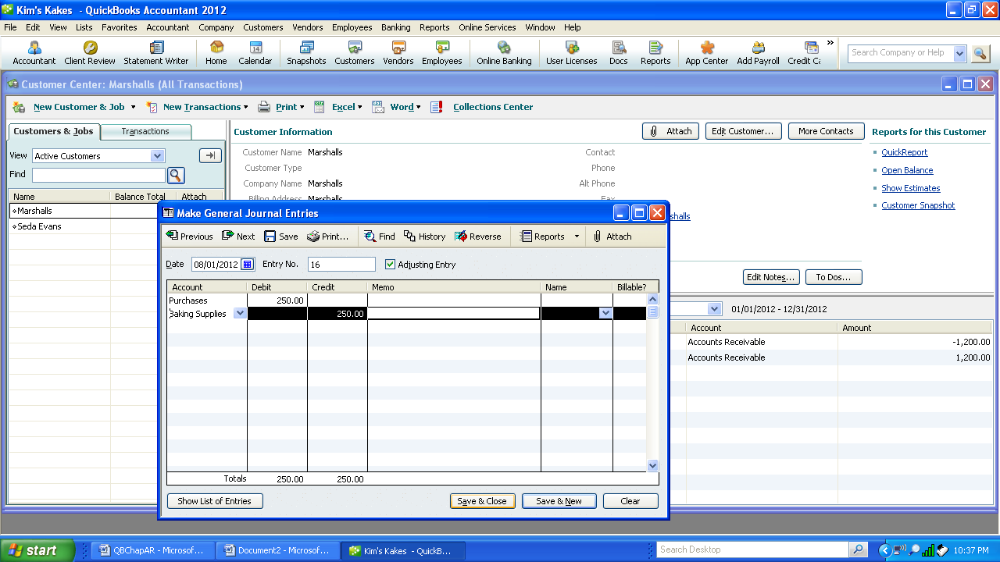 Kim's Kakes - QuickBooks Accountant 2012
File Edit View Lists Favorites Accountant Company Customers Vendors Employees Banking Reports Online Services Window Help
Accountant Client Review Statement Writer Home Calendar Snapshots Customers Vendors Employees Online Banking User Licenses Docs Reports App Center Add Payroll Credit Ca » Search Company or Help
Customer Center: Marshalls (All Transactions)
New Customer & Job New Transactions Print Excel Word Collections Center
Customers & Jobs Transactions
View Active Customers
Find
Name Balance Total Attach
Marshalls
Seda Evans
Customer Information Attach Edit Customer... More Contacts
Customer Name Marshalls Contact
Customer Type Phone
Company Name Marshalls Alt Phone
Billing Address Marshalls Fax
shalls
Reports for this Customer
QuickReport
Open Balance
Show Estimates
Customer Snapshot
Edit Notes... To Dos...
01/01/2012 - 12/31/2012
Account Amount
Accounts Receivable -1,200.00
Accounts Receivable 1,200.00
Make General Journal Entries
Previous Next Save Print... Find History Reverse Reports Attach
Date 08/01/2012 Entry No. 16 Adjusting Entry
Account Debit Credit Memo Name Billable?
Purchases 250.00
Baking Supplies 250.00
Totals 250.00 250.00
Show List of Entries Save & Close Save & New Clear
start QBChapAR - Microsof... Document2 - Microsof... Kim's Kakes - QuickB... Search Desktop 10:37 PM